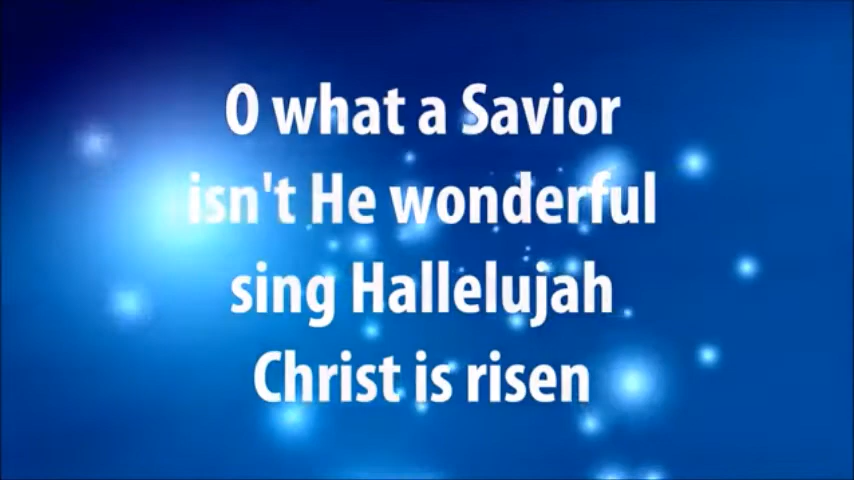 O what a Savior
isn't He wonderful
sing Hallelujah
Christ is risen